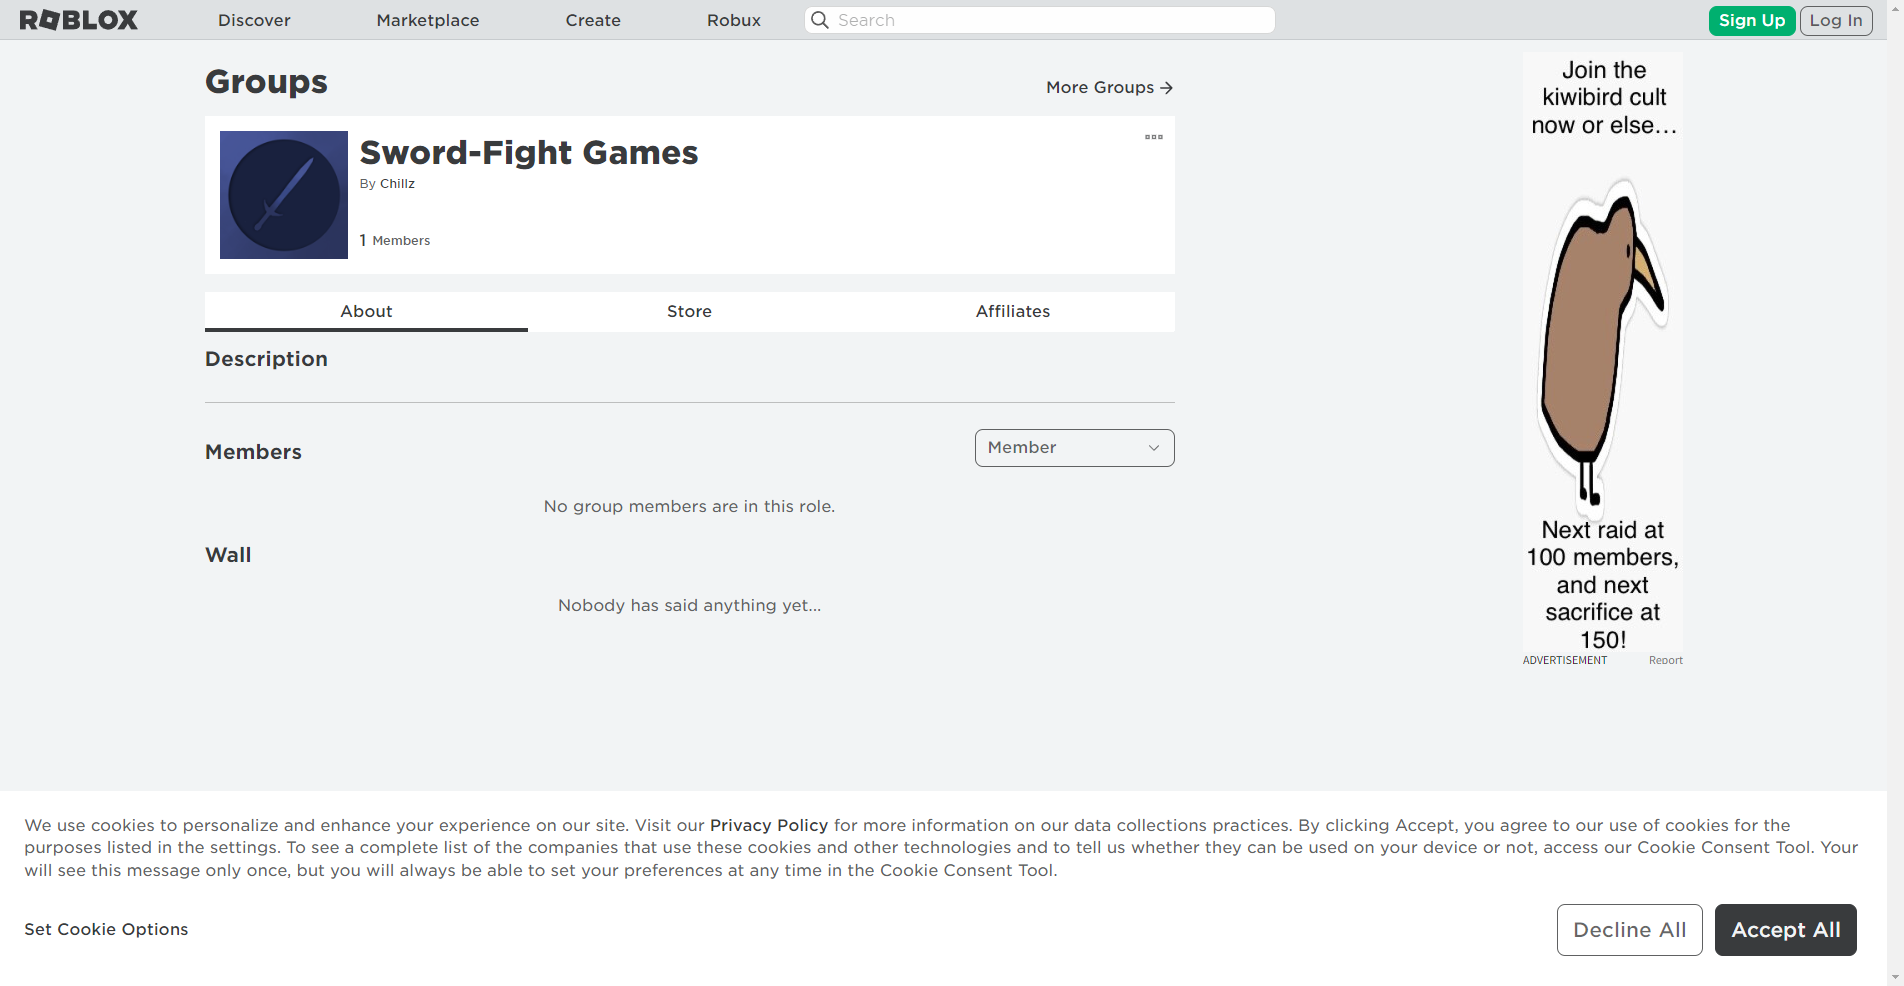 ROBLOX
Discover
Marketplace
Create
Robux
Search
Sign Up
Log In
Groups
More Groups
Sword-Fight Games
By Chillz
1 Members
About
Store
Affiliates
Description
Members
Member
No group members are in this role.
Wall
Nobody has said anything yet...
Join the
kiwibird cult
now or else...
Next raid at
100 members,
and next
sacrifice at
150!
ADVERTISEMENT
Report
We use cookies to personalize and enhance your experience on our site. Visit our Privacy Policy for more information on our data collections practices. By clicking Accept, you agree to our use of cookies for the
purposes listed in the settings. To see a complete list of the companies that use these cookies and other technologies and to tell us whether they can be used on your device or not, access our Cookie Consent Tool. Your
will see this message only once, but you will always be able to set your preferences at any time in the Cookie Consent Tool.
Set Cookie Options
Decline All
Accept All